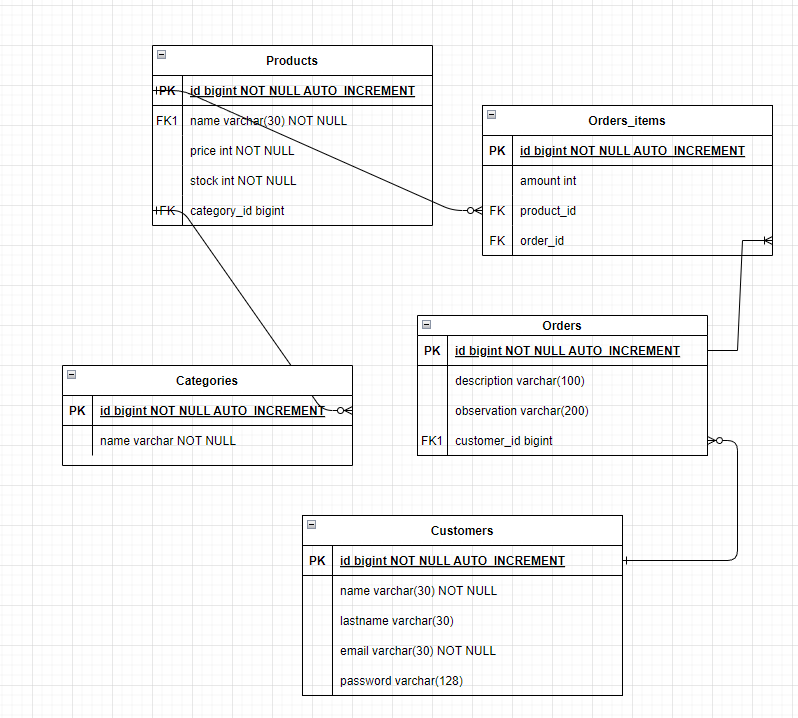 Products
PK id bigint NOT NULL AUTO_INCREMENT
FK1 name varchar(30) NOT NULL
price int NOT NULL
stock int NOT NULL
FK category_id bigint
Orders_items
PK id bigint NOT NULL AUTO_INCREMENT
amount int
FK product_id
FK order_id
Orders
PK id bigint NOT NULL AUTO_INCREMENT
description varchar(100)
observation varchar(200)
FK1 customer_id bigint
Categories
PK id bigint NOT NULL AUTO_INCREMENT
name varchar NOT NULL
Customers
PK id bigint NOT NULL AUTO_INCREMENT
name varchar(30) NOT NULL
lastname varchar(30)
email varchar(30) NOT NULL
password varchar(128)